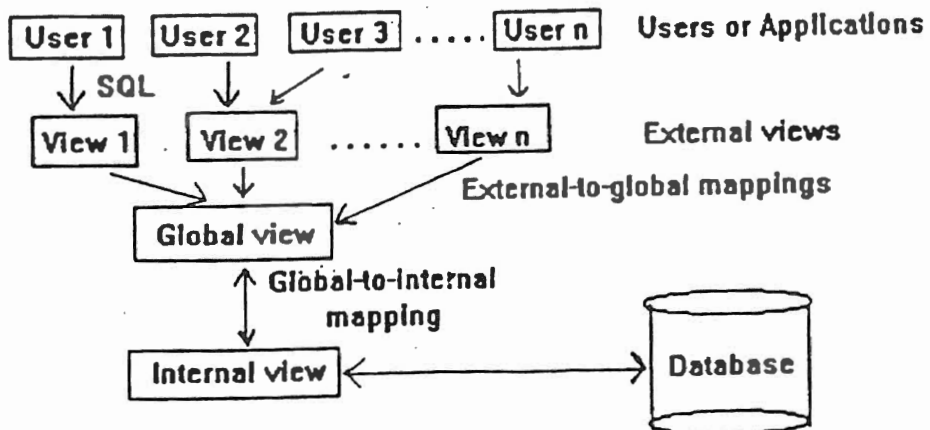 User 1 User 2 User 3 ..... User n Users or Applications
SQL
View 1 View 2 ...... View n External views
External-to-global mappings
Global view
Global-to-internal
mapping
Internal view Database